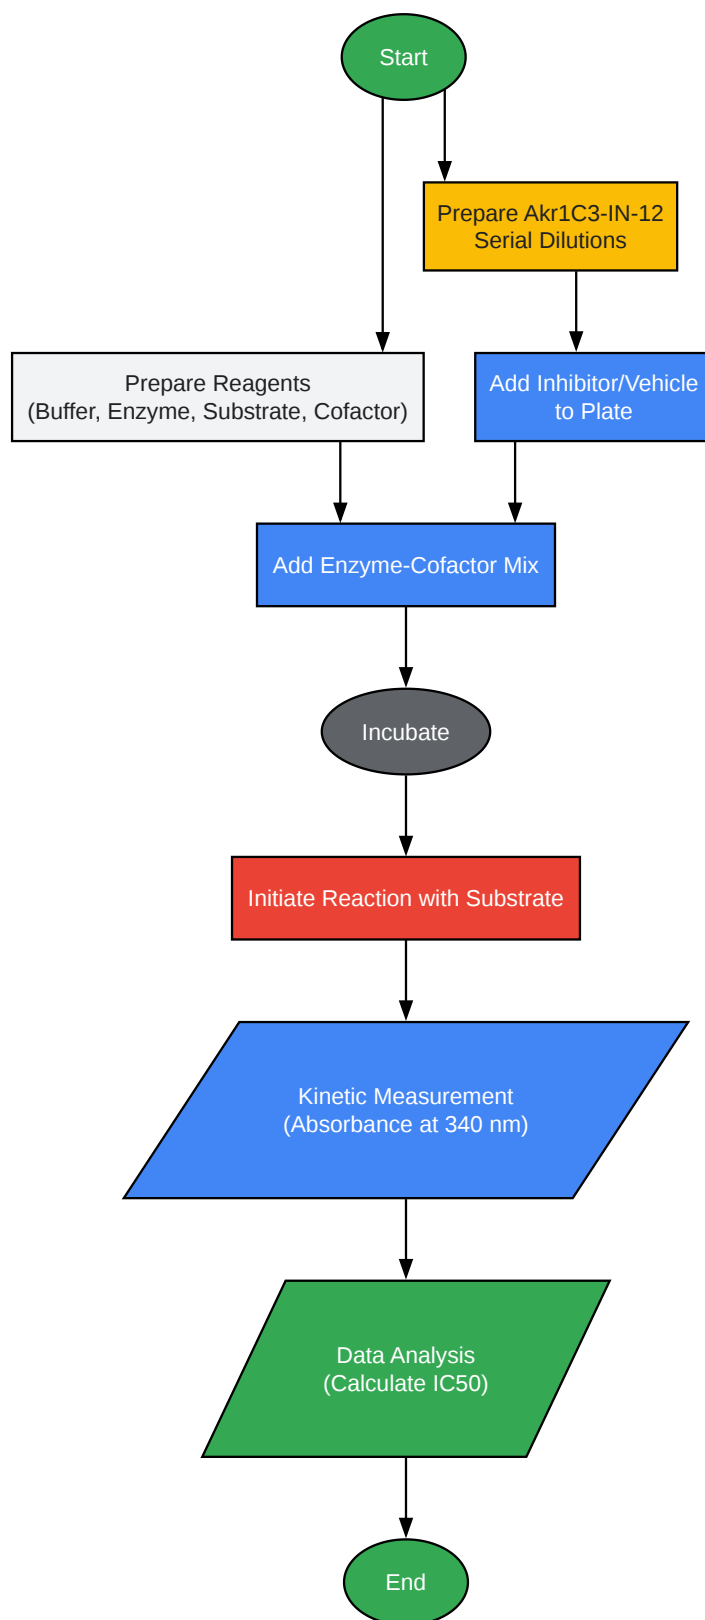 Start
Prepare Akr1C3-IN-12
Serial Dilutions
Prepare Reagents
(Buffer, Enzyme, Substrate, Cofactor)
Add Inhibitor/Vehicle
to Plate
Add Enzyme-Cofactor Mix
Incubate
Initiate Reaction with Substrate
Kinetic Measurement
(Absorbance at 340 nm)
Data Analysis
(Calculate IC50)
End